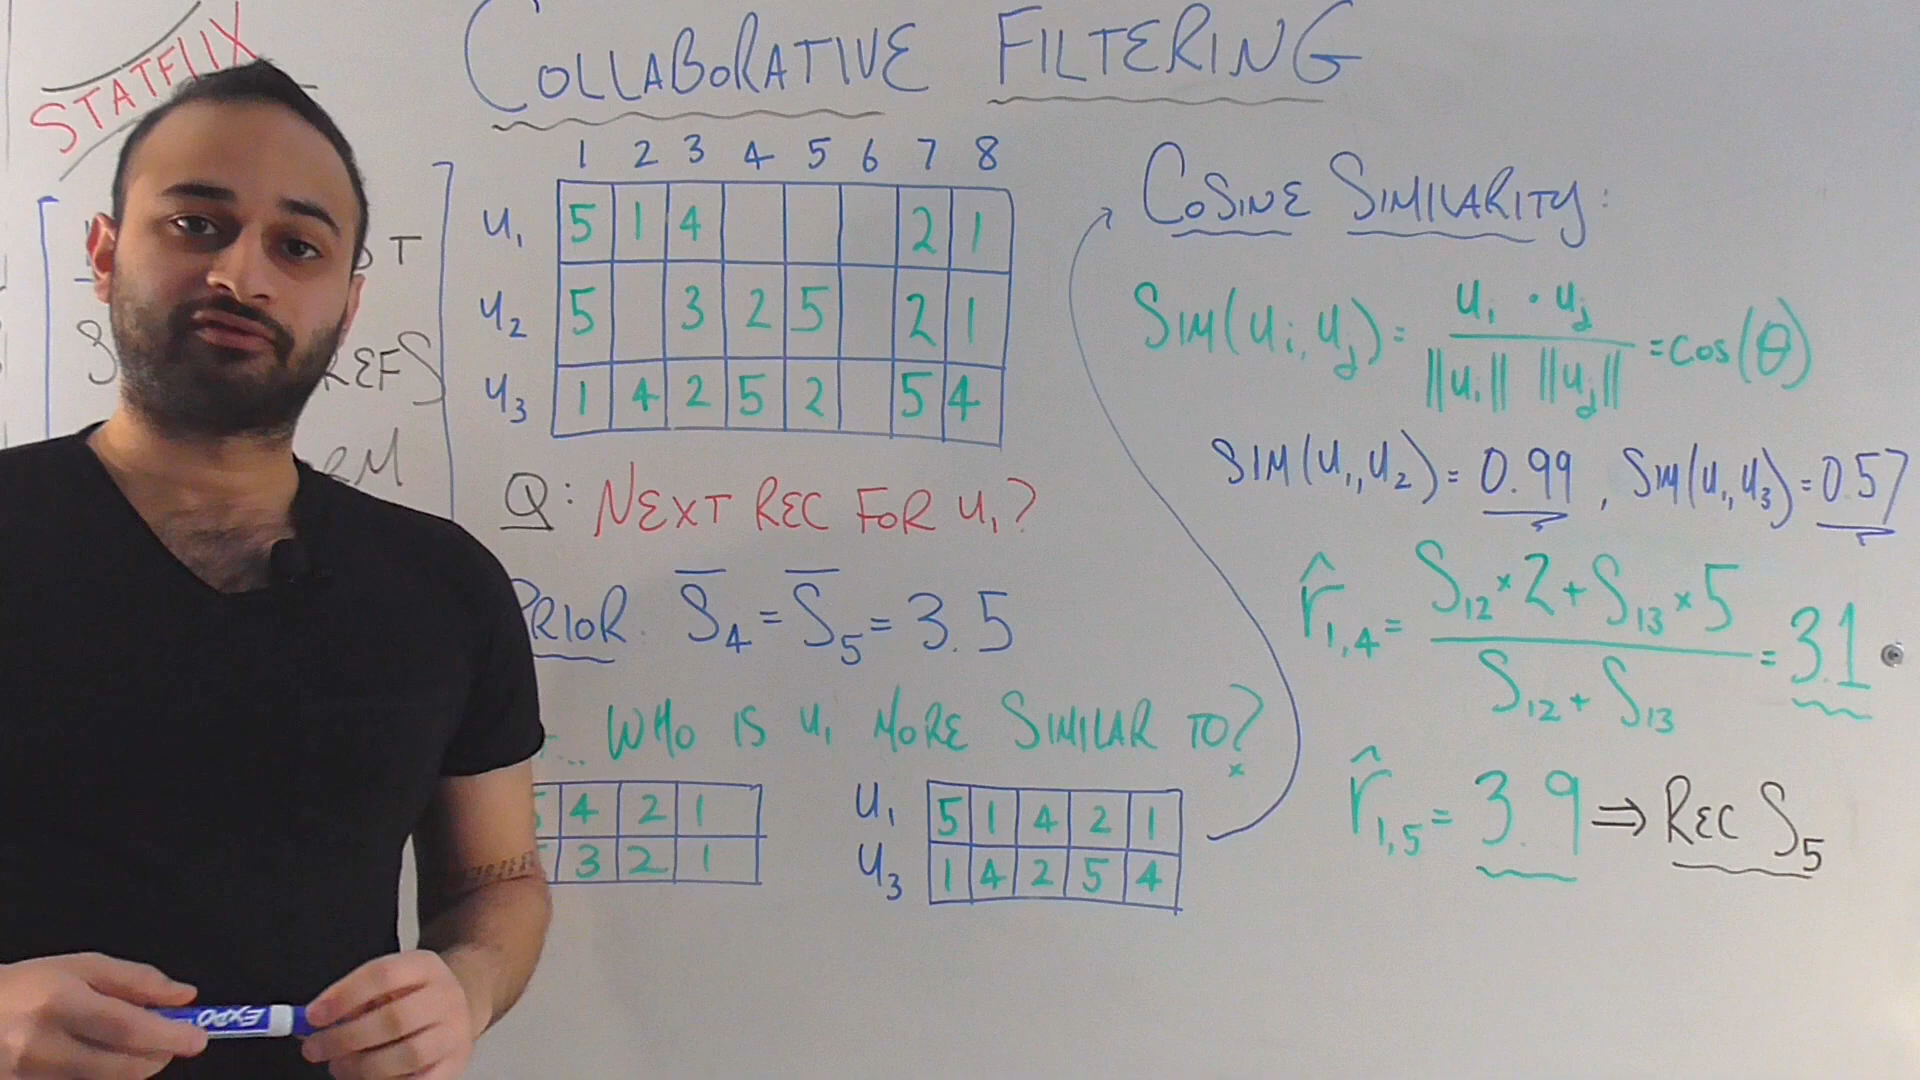 STATFLIX
COLLABORATIVE FILTERING
1 2 3 4 5 6 7 8
u₁ 5 1 4 2 1
u₂ 5 3 2 5 2 1
u₃ 1 4 2 5 2 5 4
Q: NEXT REC FOR u₁?
PRIOR S̅₄ = S̅₅ = 3.5
... WHO IS u₁ MORE SIMILAR TO?
4 2 1
3 2 1
u₁ 5 1 4 2 1
u₃ 1 4 2 5 4
COSINE SIMILARITY:
SIM(uᵢ, uⱼ) = uᵢ · uⱼ / ||uᵢ|| ||uⱼ|| = cos(θ)
SIM(u₁, u₂) = 0.99, SIM(u₁, u₃) = 0.57
r̂₁,₄ = S₁₂ × 2 + S₁₃ × 5 / S₁₂ + S₁₃ = 3.1
r̂₁,₅ = 3.9 ⇒ REC S₅
EXPO